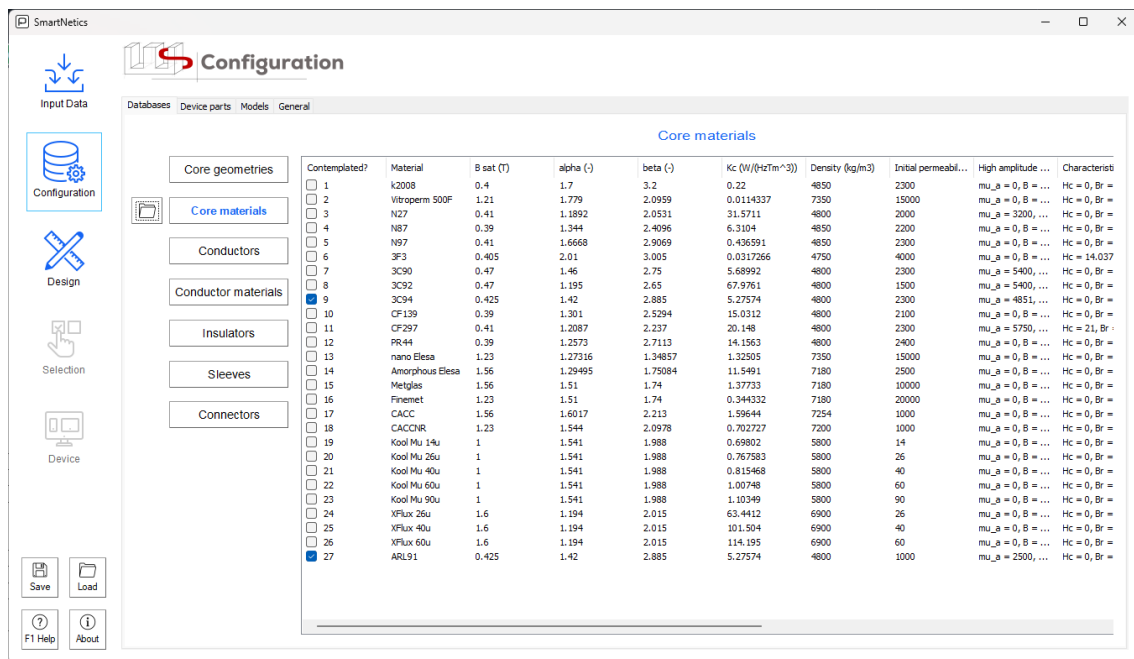 SmartNetics
Configuration
Input Data
Configuration
Design
Selection
Device
Save
Load
F1 Help
About
Databases Device parts Models General
Core materials
Core geometries
Core materials
Conductors
Conductor materials
Insulators
Sleeves
Connectors
Contemplated? Material B sat (T) alpha (-) beta (-) Kc (W/(HzTm^3)) Density (kg/m3) Initial permeabil... High amplitude ... Characteristi
1 k2008 0.4 1.7 3.2 0.22 4850 2300 mu_a = 0, B = ... Hc = 0, Br =
2 Vitroperm 500F 1.21 1.779 2.0959 0.0114337 7350 15000 mu_a = 0, B = ... Hc = 0, Br =
3 N27 0.41 1.1892 2.0531 31.5711 4800 2000 mu_a = 3200, ... Hc = 0, Br =
4 N87 0.39 1.344 2.4096 6.3104 4850 2200 mu_a = 0, B = ... Hc = 0, Br =
5 N97 0.41 1.6668 2.9069 0.436591 4850 2300 mu_a = 0, B = ... Hc = 0, Br =
6 3F3 0.405 2.01 3.005 0.0317266 4750 4000 mu_a = 0, B = ... Hc = 14.037
7 3C90 0.47 1.46 2.75 5.68992 4800 2300 mu_a = 5400, ... Hc = 0, Br =
8 3C92 0.47 1.195 2.65 67.9761 4800 1500 mu_a = 5400, ... Hc = 0, Br =
9 3C94 0.425 1.42 2.885 5.27574 4800 2300 mu_a = 4851, ... Hc = 0, Br =
10 CF139 0.39 1.301 2.5294 15.0312 4800 2100 mu_a = 0, B = ... Hc = 0, Br =
11 CF297 0.41 1.2087 2.237 20.148 4800 2300 mu_a = 5750, ... Hc = 21, Br :
12 PR44 0.39 1.2573 2.7113 14.1563 4800 2400 mu_a = 0, B = ... Hc = 0, Br =
13 nano Elesa 1.23 1.27316 1.34857 1.32505 7350 15000 mu_a = 0, B = ... Hc = 0, Br =
14 Amorphous Elesa 1.56 1.29495 1.75084 11.5491 7180 2500 mu_a = 0, B = ... Hc = 0, Br =
15 Metglas 1.56 1.51 1.74 1.37733 7180 10000 mu_a = 0, B = ... Hc = 0, Br =
16 Finemet 1.23 1.51 1.74 0.344332 7180 20000 mu_a = 0, B = ... Hc = 0, Br =
17 CACC 1.56 1.6017 2.213 1.59644 7254 1000 mu_a = 0, B = ... Hc = 0, Br =
18 CACCNR 1.23 1.544 2.0978 0.702727 7200 1000 mu_a = 0, B = ... Hc = 0, Br =
19 Kool Mu 14u 1 1.541 1.988 0.69802 5800 14 mu_a = 0, B = ... Hc = 0, Br =
20 Kool Mu 26u 1 1.541 1.988 0.767583 5800 26 mu_a = 0, B = ... Hc = 0, Br =
21 Kool Mu 40u 1 1.541 1.988 0.815468 5800 40 mu_a = 0, B = ... Hc = 0, Br =
22 Kool Mu 60u 1 1.541 1.988 1.00748 5800 60 mu_a = 0, B = ... Hc = 0, Br =
23 Kool Mu 90u 1 1.541 1.988 1.10349 5800 90 mu_a = 0, B = ... Hc = 0, Br =
24 XFlux 26u 1.6 1.194 2.015 63.4412 6900 26 mu_a = 0, B = ... Hc = 0, Br =
25 XFlux 40u 1.6 1.194 2.015 101.504 6900 40 mu_a = 0, B = ... Hc = 0, Br =
26 XFlux 60u 1.6 1.194 2.015 114.195 6900 60 mu_a = 0, B = ... Hc = 0, Br =
27 ARL91 0.425 1.42 2.885 5.27574 4800 1000 mu_a = 2500, ... Hc = 0, Br =